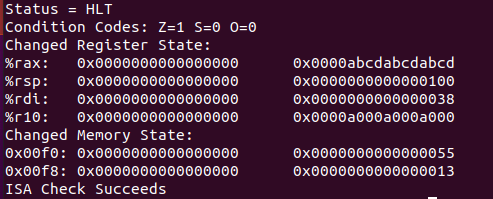 Status = HLT
Condition Codes: Z=1 S=0 O=0
Changed Register State:
%rax:   0x0000000000000000      0x0000abcdabcdabcd
%rsp:   0x0000000000000000      0x0000000000000100
%rdi:   0x0000000000000000      0x0000000000000038
%r10:   0x0000000000000000      0x0000a000a000a000
Changed Memory State:
0x00f0: 0x0000000000000000      0x0000000000000055
0x00f8: 0x0000000000000000      0x0000000000000013
ISA Check Succeeds